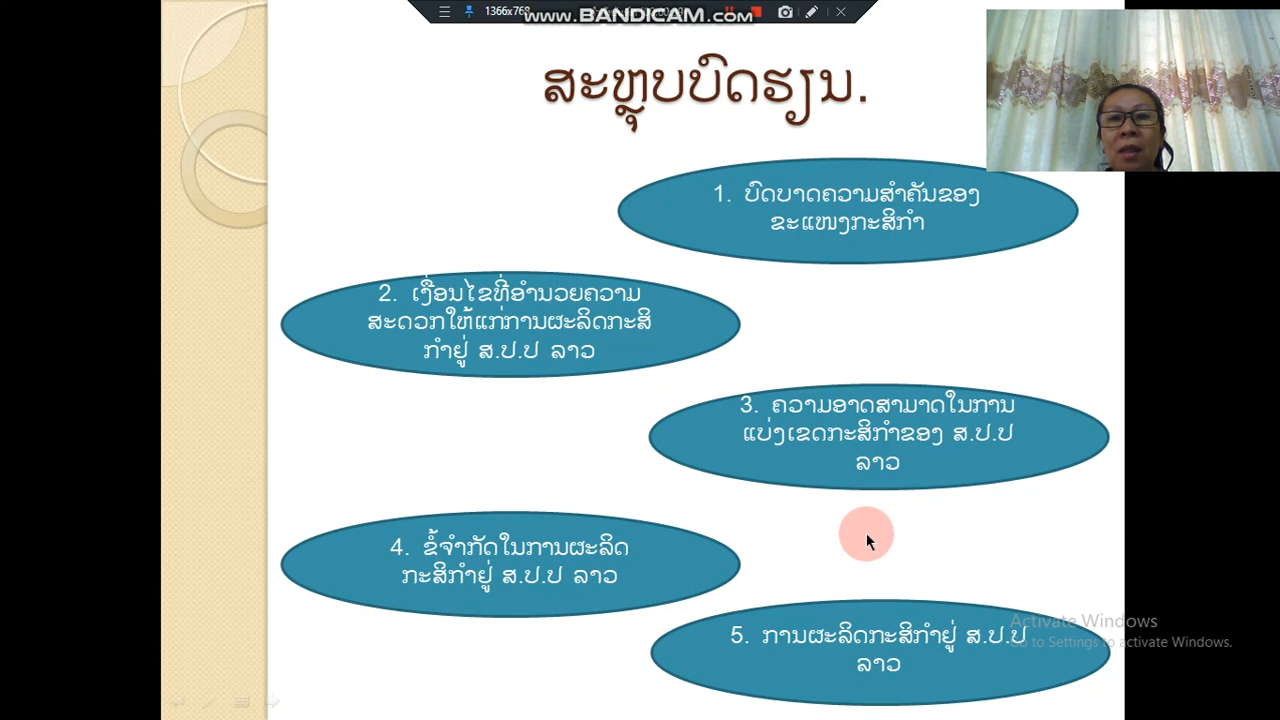 1366x768
www.BANDICAM.com
ສະຫຼຸບບົດຮຽນ.
1. ບົດບາດຄວາມສຳຄັນຂອງ
ຂະແໜງກະສິກຳ
2. ເງື່ອນໄຂທີ່ອຳນວຍຄວາມ
ສະດວກໃຫ້ແກ່ການຜະລິດກະສິ
ກຳຢູ່ ສ.ປ.ປ ລາວ
3. ຄວາມອາດສາມາດໃນການ
ແບ່ງເຂດກະສິກຳຂອງ ສ.ປ.ປ
ລາວ
4. ຂໍ້ຈຳກັດໃນການຜະລິດ
ກະສິກຳຢູ່ ສ.ປ.ປ ລາວ
5. ການຜະລິດກະສິກຳຢູ່ ສ.ປ.ປ
ລາວ
Activate Windows
Go to Settings to activate Windows.